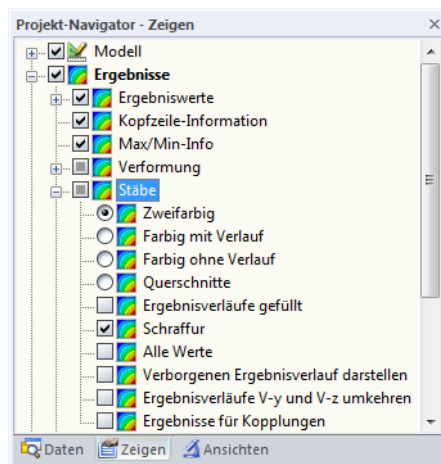 Projekt-Navigator - Zeigen
Modell
Ergebnisse
Ergebniswerte
Kopfzeile-Information
Max/Min-Info
Verformung
Stäbe
Zweifarbig
Farbig mit Verlauf
Farbig ohne Verlauf
Querschnitte
Ergebnisverläufe gefüllt
Schraffur
Alle Werte
Verborgenen Ergebnisverlauf darstellen
Ergebnisverläufe V-y und V-z umkehren
Ergebnisse für Kopplungen
Daten Zeigen Ansichten